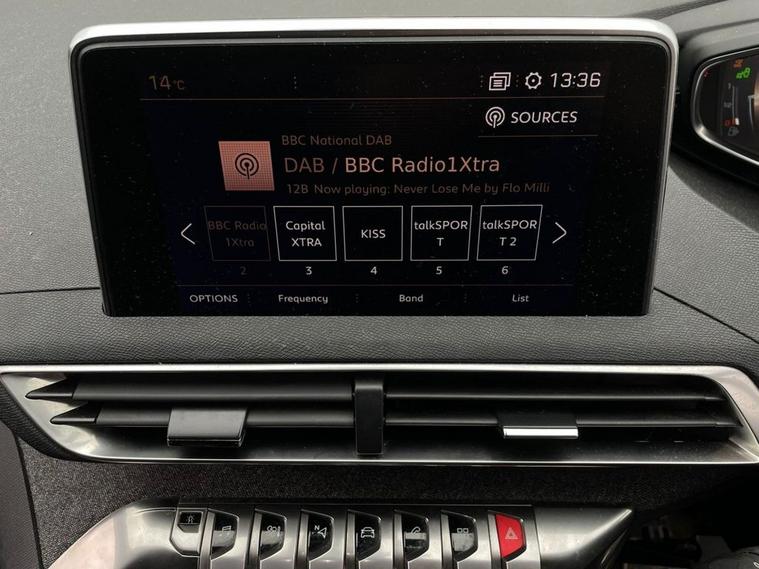 14°C
13:36
SOURCES
BBC National DAB
DAB / BBC Radio1Xtra
12B Now playing: Never Lose Me by Flo Milli
BBC Radio
1Xtra
Capital
XTRA
KISS
talkSPOR
T
talkSPOR
T 2
2 3 4 5 6
OPTIONS Frequency Band List
N